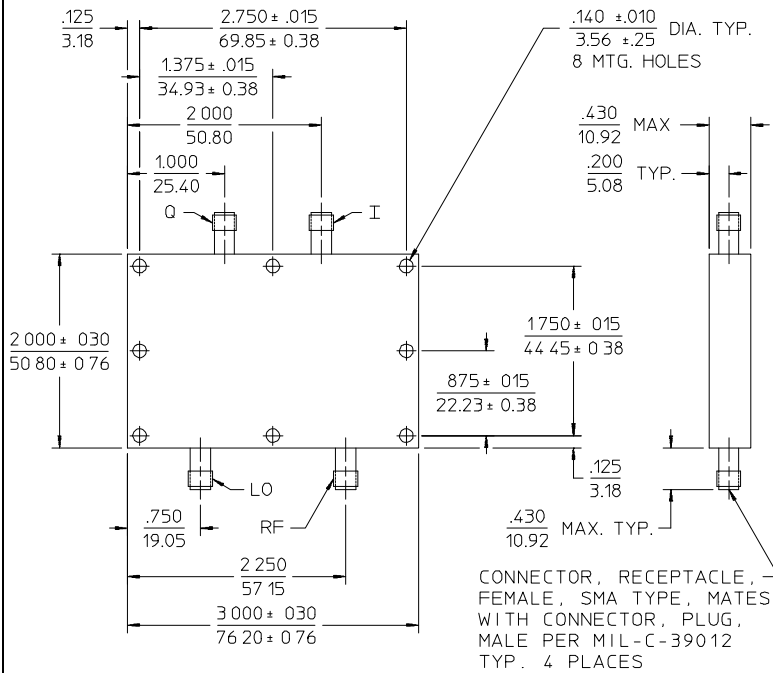 .125
3.18
2.750 ± .015
69.85 ± 0.38
1.375 ± .015
34.93 ± 0.38
2 000
50.80
1.000
25.40
Q
I
.140 ±.010
3.56 ±.25
DIA. TYP.
8 MTG. HOLES
.430
10.92
MAX
.200
5.08
TYP.
2 000 ± 030
50 80 ± 0 76
1 750 ± 015
44 45 ± 0 38
875 ± 015
22.23 ± 0.38
.125
3.18
LO
RF
.750
19.05
.430
10.92
MAX. TYP.
2 250
57 15
3 000 ± 030
76 20 ± 0 76
CONNECTOR, RECEPTACLE,
FEMALE, SMA TYPE, MATES
WITH CONNECTOR, PLUG,
MALE PER MIL-C-39012
TYP. 4 PLACES